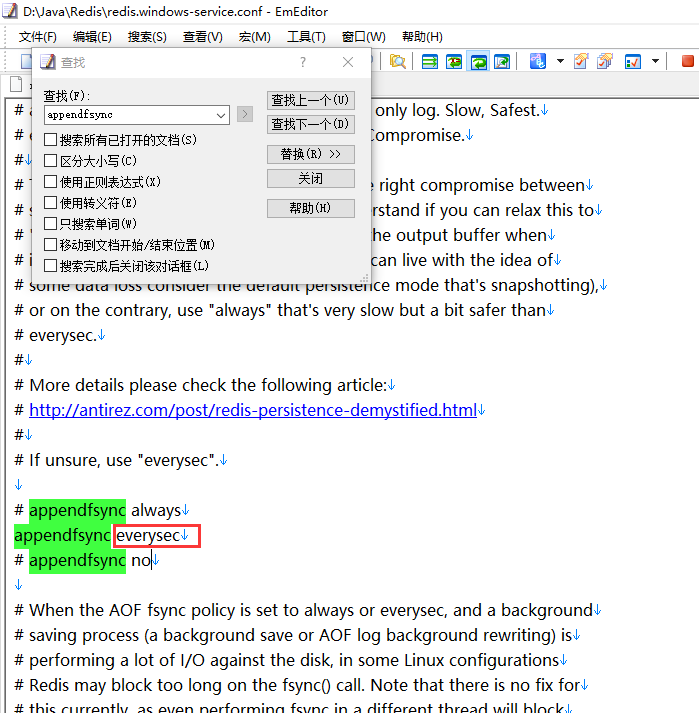 D:\Java\Redis\redis.windows-service.conf - EmEditor
文件(F) 编辑(E) 搜索(S) 查看(V) 宏(M) 工具(T) 窗口(W) 帮助(H)
查找
查找(F):
appendfsync
查找上一个(U)
查找下一个(D)
替换(R) >>
关闭
帮助(H)
搜索所有已打开的文档(S)
区分大小写(C)
使用正则表达式(X)
使用转义符(E)
只搜索单词(W)
移动到文档开始/结束位置(M)
搜索完成后关闭该对话框(L)
# only log. Slow, Safest.↓
# Compromise.↓
#↓
# right compromise between↓
# rstand if you can relax this to↓
# he output buffer when↓
# can live with the idea of↓
# some data loss consider the default persistence mode that's snapshotting),↓
# or on the contrary, use "always" that's very slow but a bit safer than↓
# everysec.↓
#↓
# More details please check the following article:↓
# http://antirez.com/post/redis-persistence-demystified.html↓
#↓
# If unsure, use "everysec".↓
↓
# appendfsync always↓
appendfsync everysec↓
# appendfsync no↓
↓
# When the AOF fsync policy is set to always or everysec, and a background↓
# saving process (a background save or AOF log background rewriting) is↓
# performing a lot of I/O against the disk, in some Linux configurations↓
# Redis may block too long on the fsync() call. Note that there is no fix for↓
# this currently, as even performing fsync in a different thread will block↓